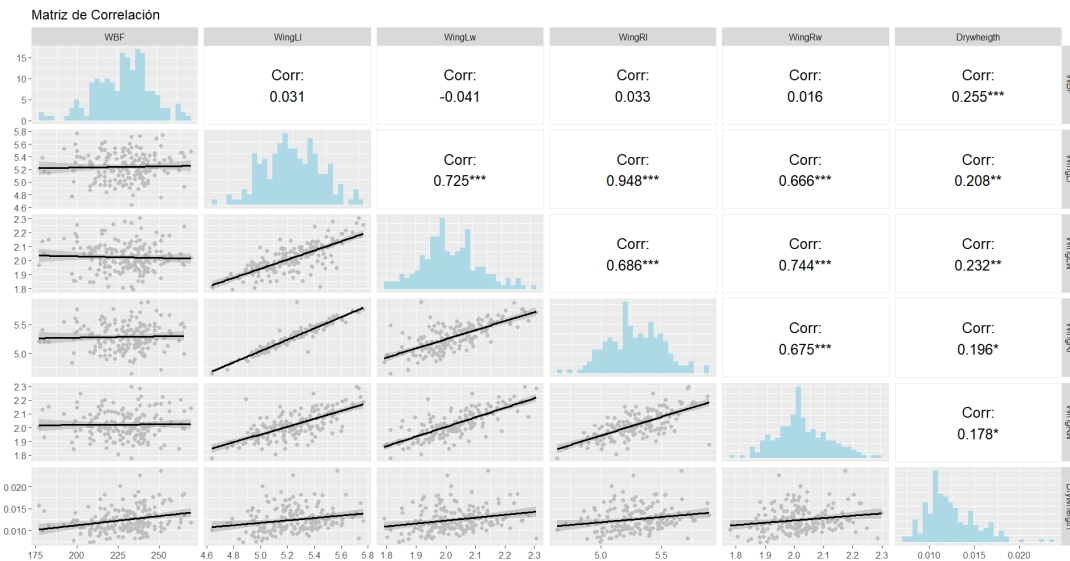 Matriz de Correlación
WBF WingLl WingLw WingRl WingRw Dryweigth
15
10
5
0
Corr:
0.031
Corr:
-0.041
Corr:
0.033
Corr:
0.016
Corr:
0.255***
5.8
5.6
5.4
5.2
5.0
4.8
4.6
Corr:
0.725***
Corr:
0.948***
Corr:
0.666***
Corr:
0.208**
2.3
2.2
2.1
2.0
1.9
1.8
Corr:
0.686***
Corr:
0.744***
Corr:
0.232**
5.5
5.0
Corr:
0.675***
Corr:
0.196*
2.3
2.2
2.1
2.0
1.9
1.8
Corr:
0.178*
0.020
0.015
0.010
175 200 225 250 4.6 4.8 5.0 5.2 5.4 5.6 5.8 1.8 1.9 2.0 2.1 2.2 2.3 5.0 5.5 1.8 1.9 2.0 2.1 2.2 2.3 0.010 0.015 0.020